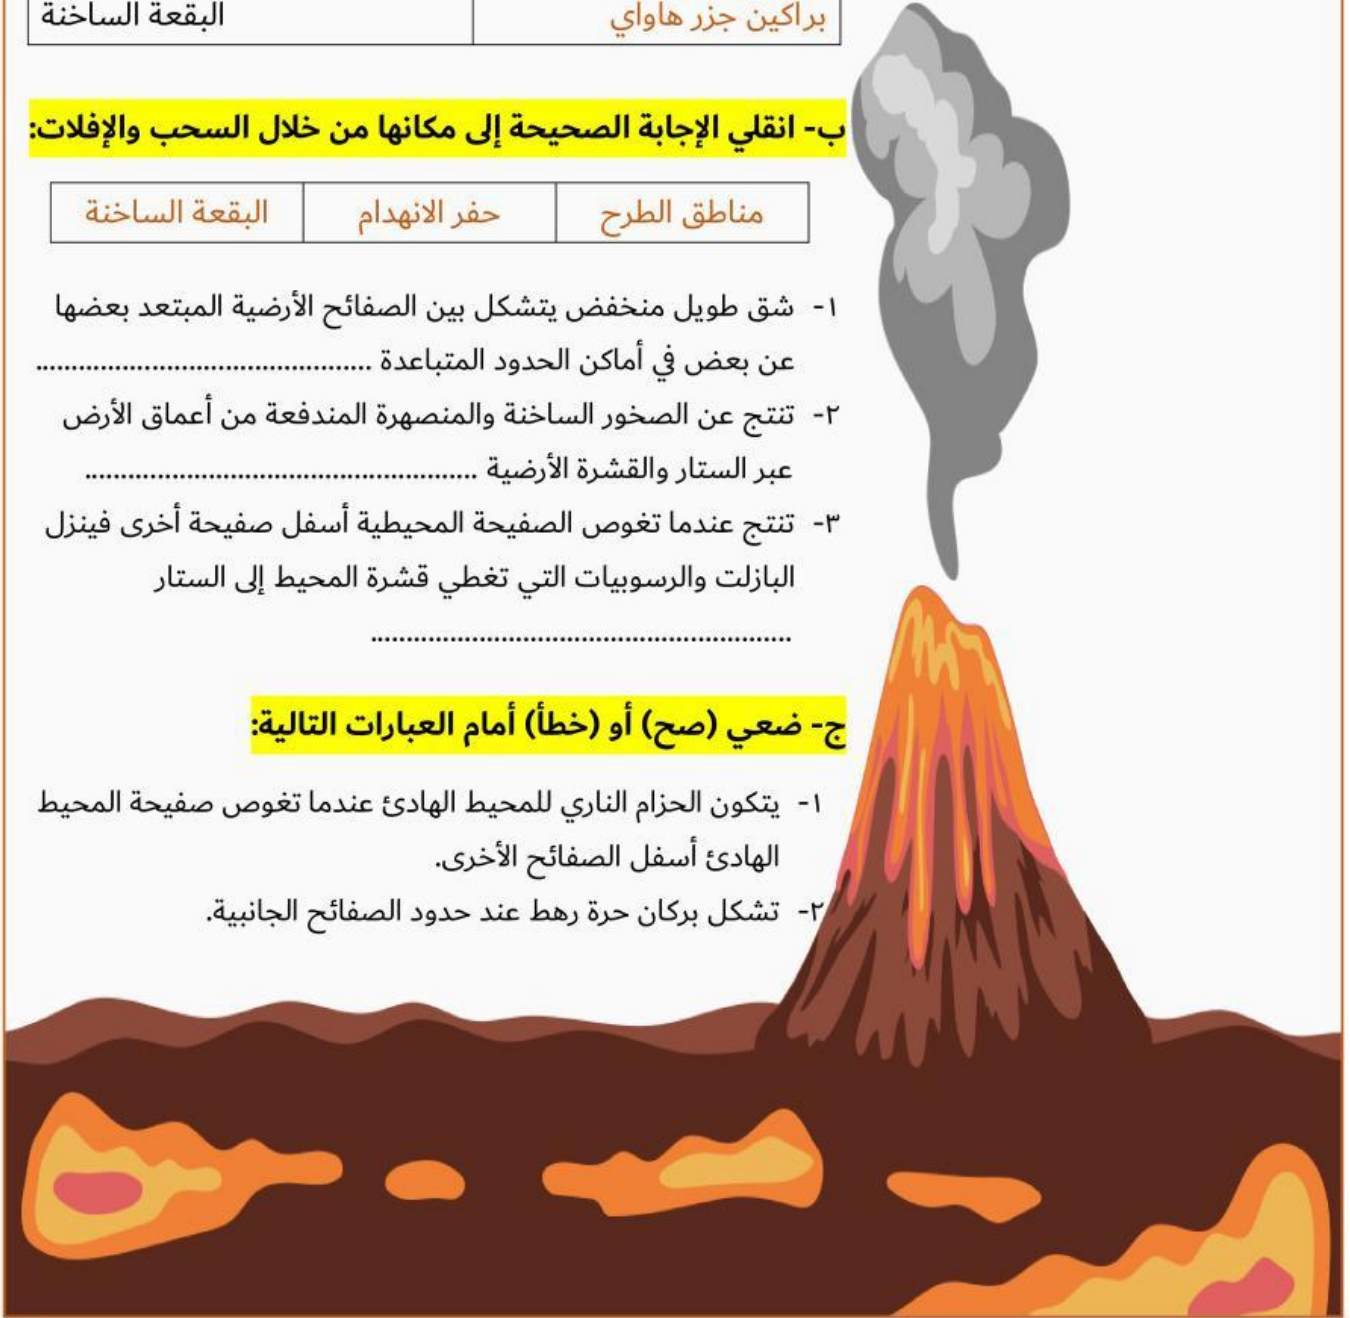 براكين جزر هاواي البقعة الساخنة
ب- انقلي الإجابة الصحيحة إلى مكانها من خلال السحب والإفلات:
مناطق الطرح حفر الانهدام البقعة الساخنة
١- شق طويل منخفض يتشكل بين الصفائح الأرضية المبتعد بعضها
عن بعض في أماكن الحدود المتباعدة ...............................................
٢- تنتج عن الصخور الساخنة والمنصهرة المندفعة من أعماق الأرض
عبر الستار والقشرة الأرضية .......................................................
٣- تنتج عندما تغوص الصفيحة المحيطية أسفل صفيحة أخرى فينزل
البازلت والرسوبيات التي تغطي قشرة المحيط إلى الستار
..........................................................
ج- ضعي (صح) أو (خطأ) أمام العبارات التالية:
١- يتكون الحزام الناري للمحيط الهادئ عندما تغوص صفيحة المحيط
الهادئ أسفل الصفائح الأخرى.
٢- تشكل بركان حرة رهط عند حدود الصفائح الجانبية.